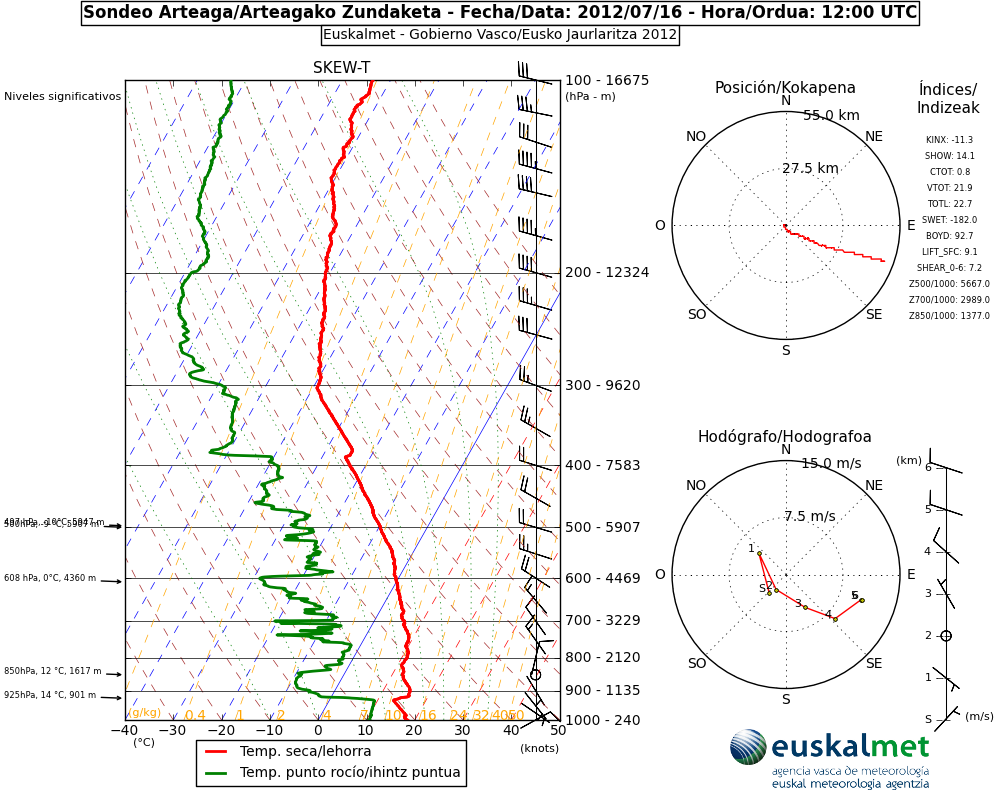 Sondeo Arteaga/Arteagako Zundaketa - Fecha/Data: 2012/07/16 - Hora/Ordua: 12:00 UTC
Euskalmet - Gobierno Vasco/Eusko Jaurlaritza 2012
SKEW-T
Niveles significativos
100 - 16675
(hPa - m)
200 - 12324
300 - 9620
400 - 7583
500 - 5907
600 - 4469
700 - 3229
800 - 2120
900 - 1135
1000 - 240
608 hPa, 0°C, 4360 m
850hPa, 12 °C, 1617 m
925hPa, 14 °C, 901 m
(g/kg) 0.4 1 2 4 10 16 24 32 40 50
−40 −30 −20 −10 0 10 20 30 40 50
(°C)
(knots)
Temp. seca/lehorra
Temp. punto rocío/ihintz puntua
Posición/Kokapena
N
55.0 km
NO
NE
27.5 km
O
E
SO
SE
S
Índices/
Indizeak
KINX: -11.3
SHOW: 14.1
CTOT: 0.8
VTOT: 21.9
TOTL: 22.7
SWET: -182.0
BOYD: 92.7
LIFT_SFC: 9.1
SHEAR_0-6: 7.2
Z500/1000: 5667.0
Z700/1000: 2989.0
Z850/1000: 1377.0
Hodógrafo/Hodografoa
N
15.0 m/s
NO
NE
7.5 m/s
1
O
E
S 2
3
4
SO
SE
S
(km)
6
5
4
3
2
1
S
(m/s)
euskalmet
agencia vasca de meteorología
euskal meteorologia agentzia